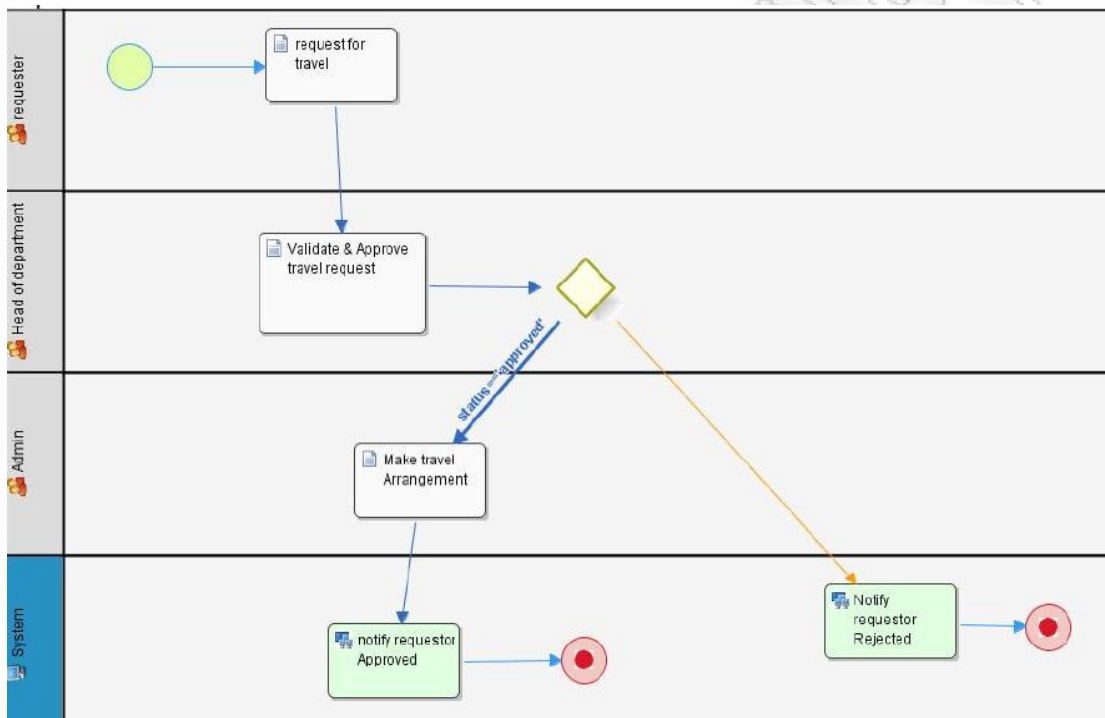 requester
request for
travel
Head of department
Validate & Approve
travel request
status=='approved'
Admin
Make travel
Arrangement
System
notify requestor
Approved
Notify
requestor
Rejected